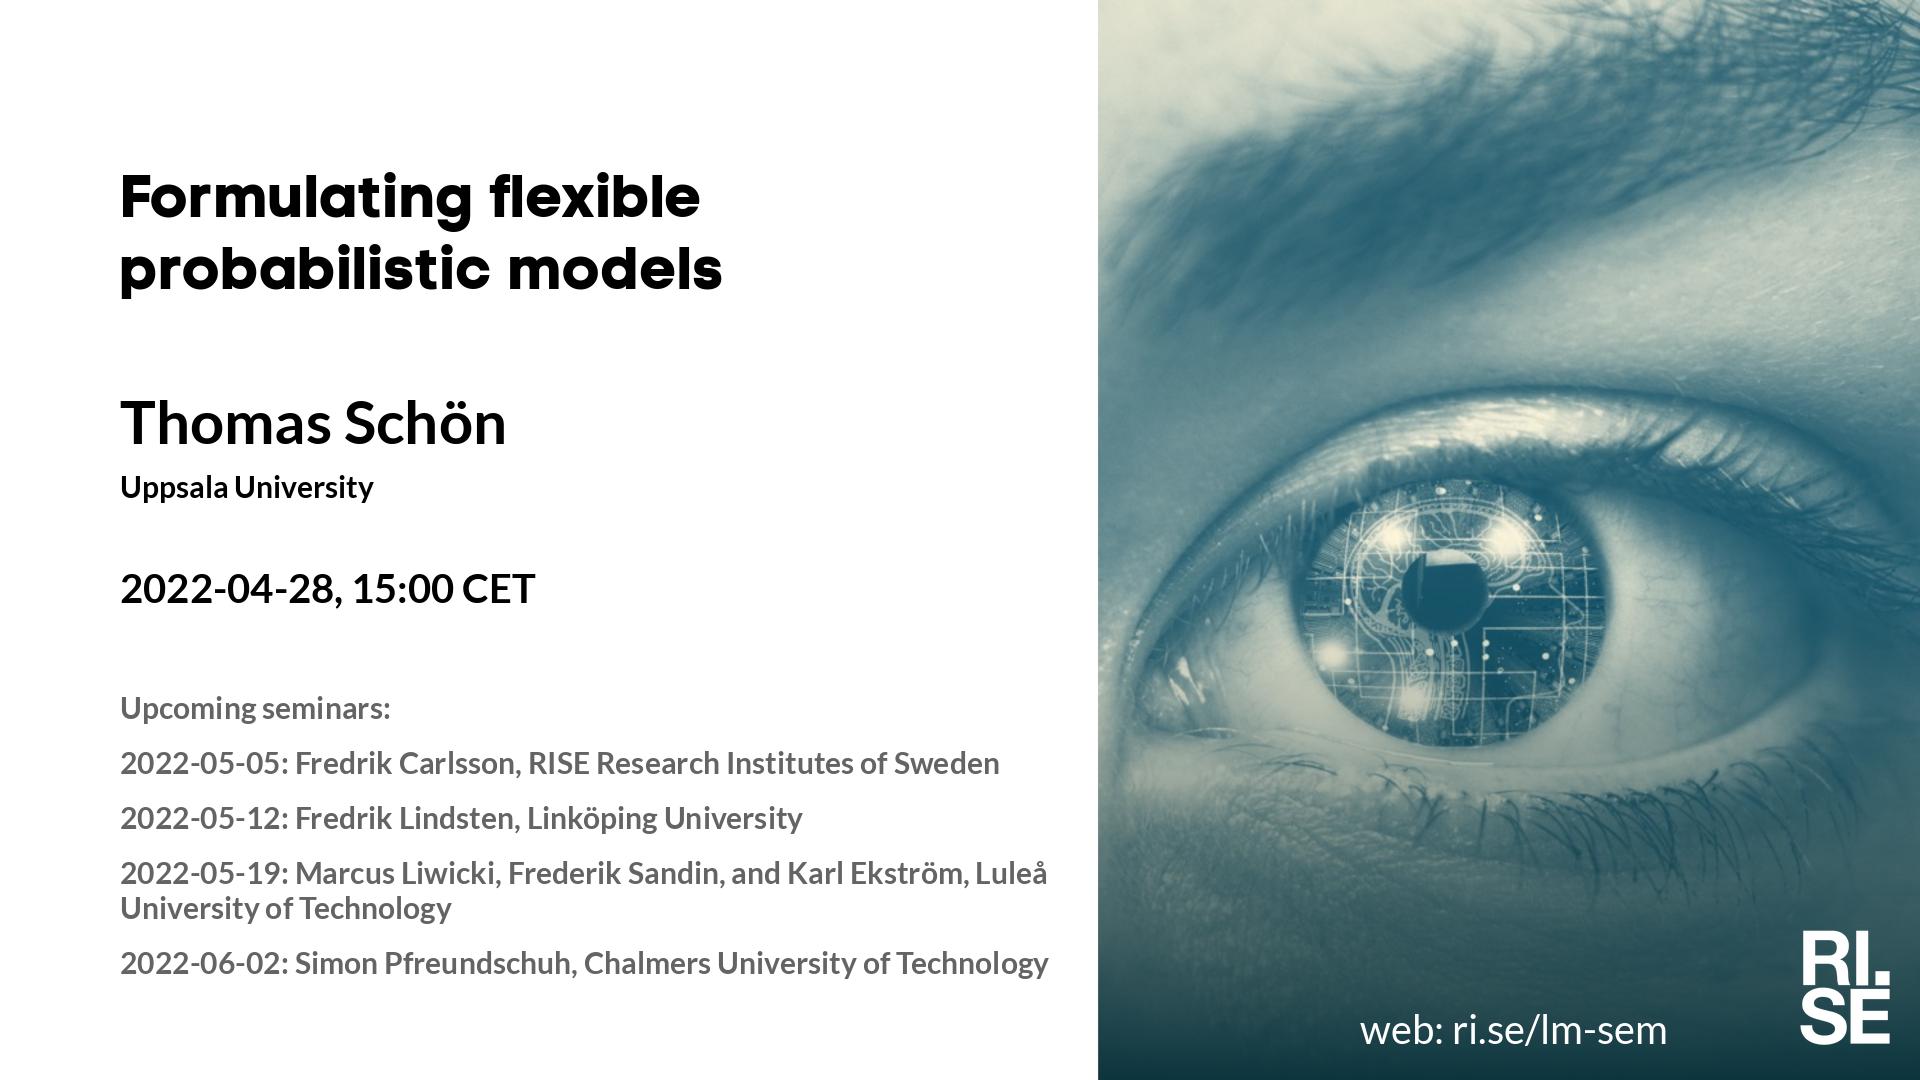 Formulating flexible
probabilistic models
Thomas Schön
Uppsala University
2022-04-28, 15:00 CET
Upcoming seminars:
2022-05-05: Fredrik Carlsson, RISE Research Institutes of Sweden
2022-05-12: Fredrik Lindsten, Linköping University
2022-05-19: Marcus Liwicki, Frederik Sandin, and Karl Ekström, Luleå
University of Technology
2022-06-02: Simon Pfreundschuh, Chalmers University of Technology
web: ri.se/lm-sem
RI.
SE